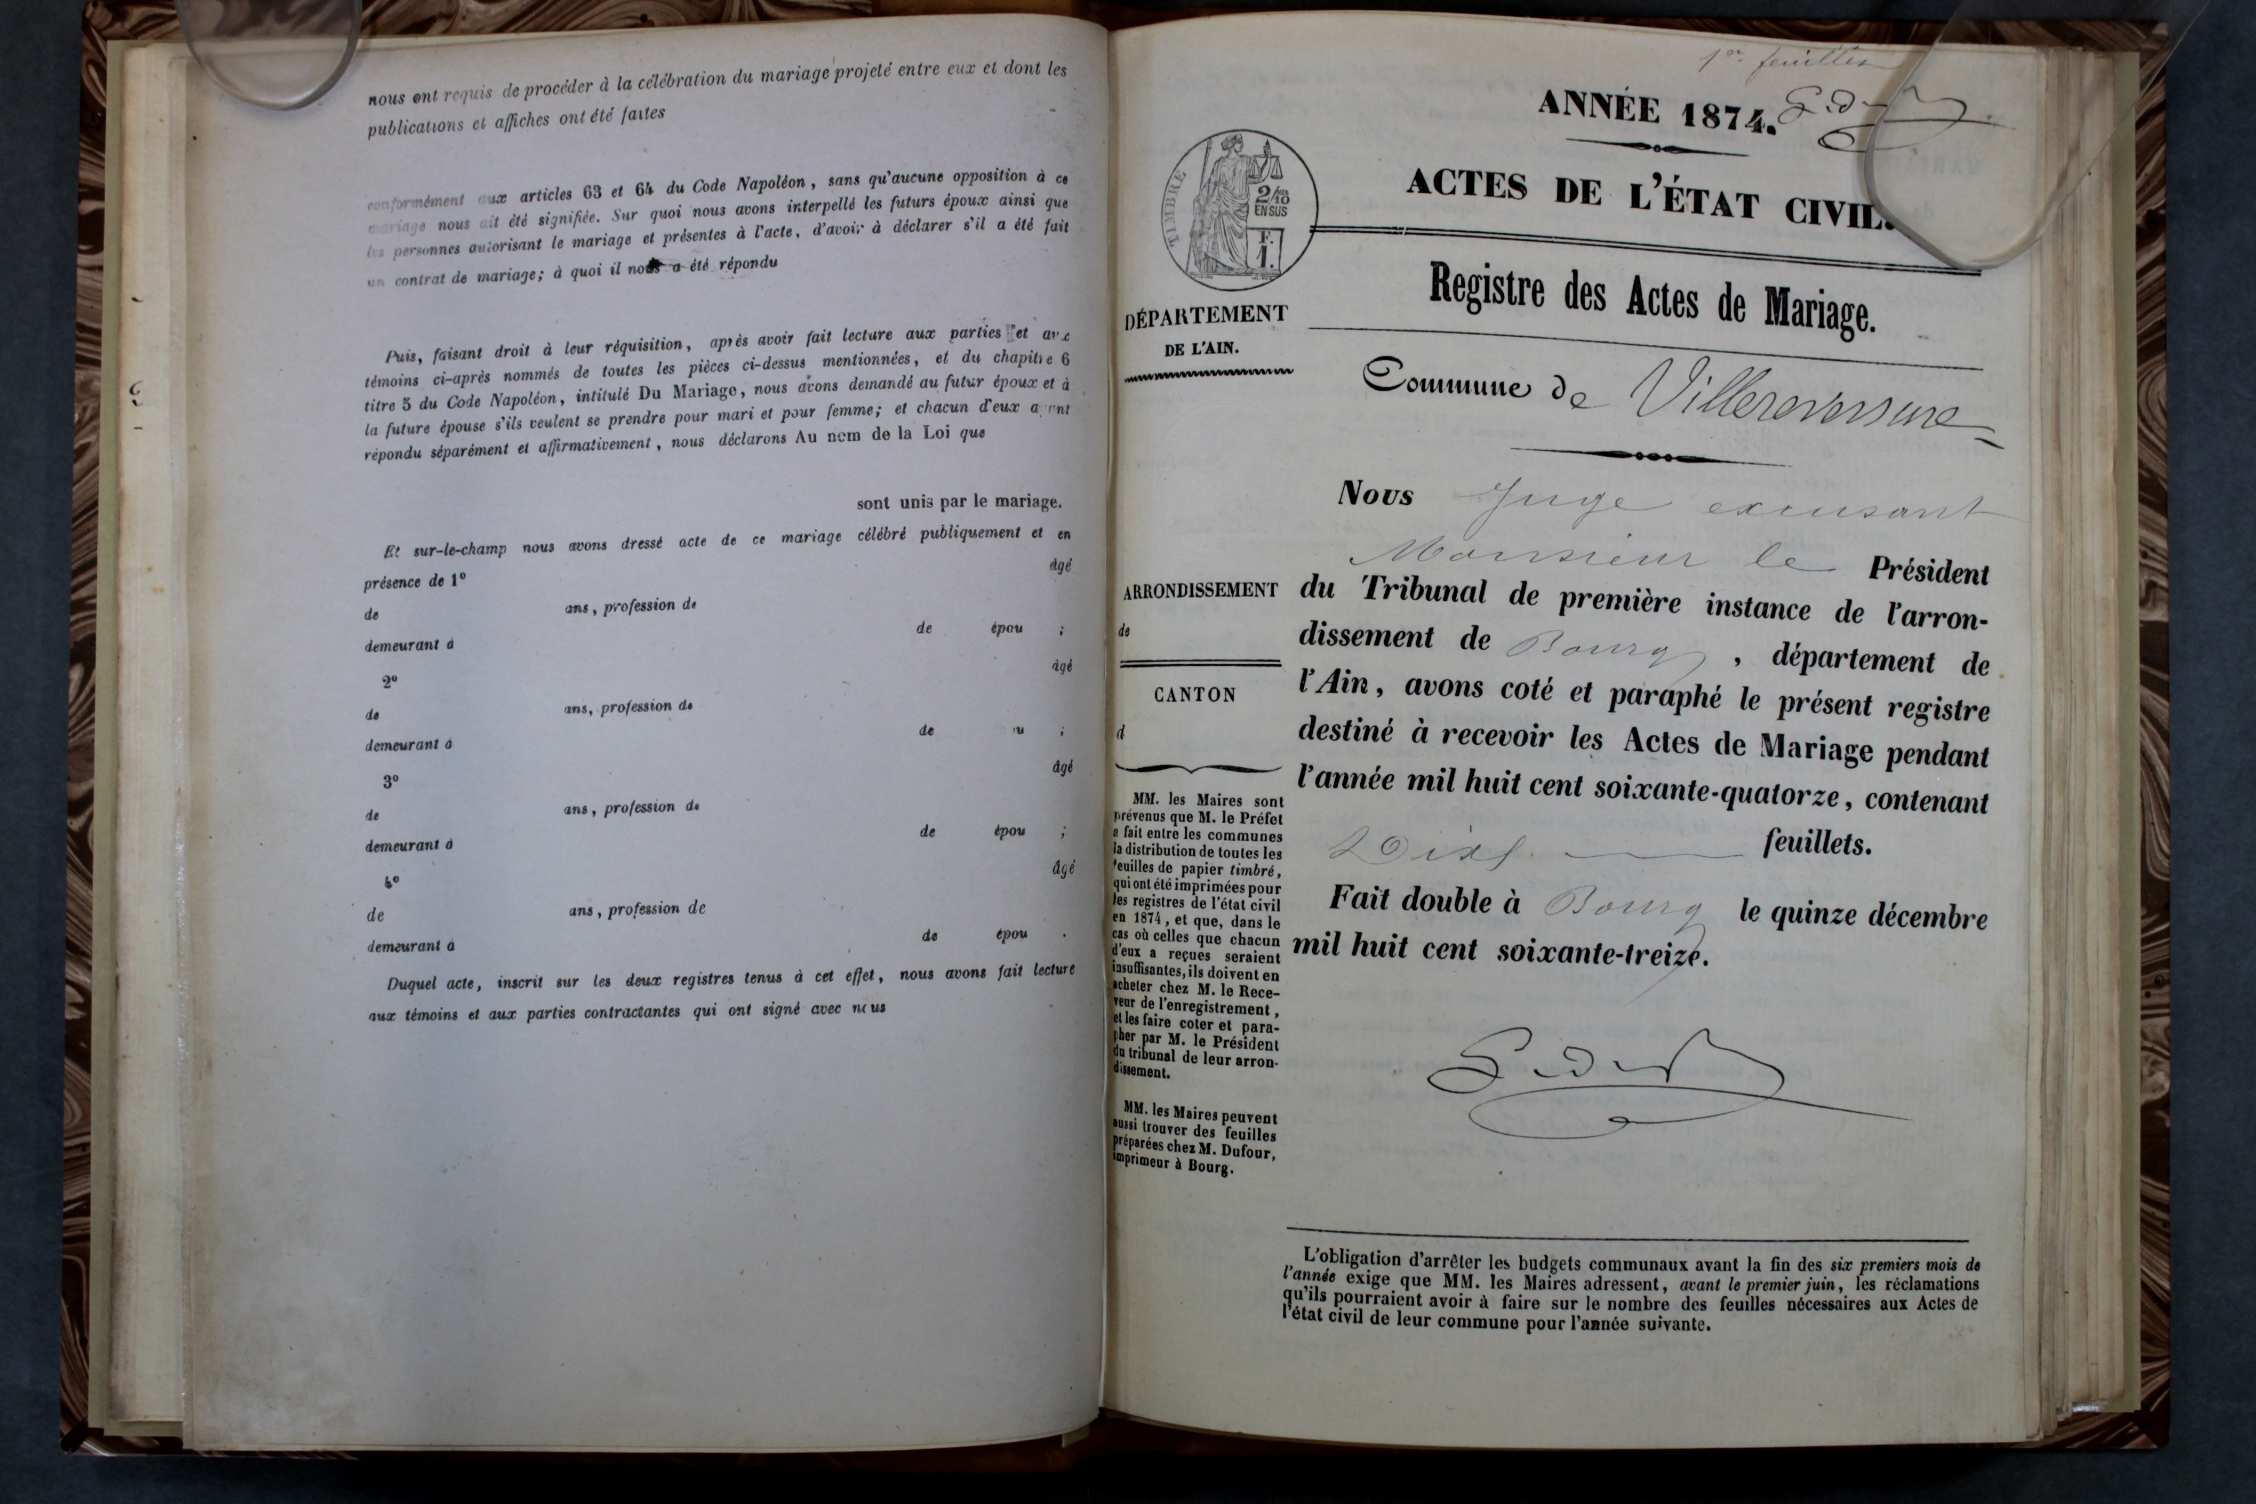 nous ont requis de procéder à la célébration du mariage projeté entre eux et dont les
publications et affiches ont été faites
conformément aux articles 63 et 64 du Code Napoléon, sans qu'aucune opposition à ce
mariage nous ait été signifiée. Sur quoi nous avons interpellé les futurs époux ainsi que
les personnes autorisant le mariage et présentes à l'acte, d'avoir à déclarer s'il a été fait
un contrat de mariage; à quoi il nous a été répondu
Puis, faisant droit à leur réquisition, après avoir fait lecture aux parties et aux
témoins ci-après nommés de toutes les pièces ci-dessus mentionnées, et du chapitre 6
titre 5 du Code Napoléon, intitulé Du Mariage, nous avons demandé au futur époux et à
la future épouse s'ils veulent se prendre pour mari et pour femme; et chacun d'eux ayant
répondu séparément et affirmativement, nous déclarons Au nom de la Loi que
sont unis par le mariage.
Et sur-le-champ nous avons dressé acte de ce mariage célébré publiquement et en
présence de 1º âgé
de ans, profession de
demeurant à de épou ;
2º âgé
de ans, profession de
demeurant à de u ;
3º âgé
de ans, profession de
demeurant à de épou ;
4º âgé
de ans, profession de
demeurant à de épou .
Duquel acte, inscrit sur les deux registres tenus à cet effet, nous avons fait lecture
aux témoins et aux parties contractantes qui ont signé avec nous
1er feuillet
ANNÉE 1874.
ACTES DE L'ÉTAT CIVIL.
TIMBRE
2/10
EN SUS
F.
1.
Registre des Actes de Mariage.
DÉPARTEMENT
DE L'AIN.
Commune de Villereversure
Nous Juge excusant
Monsieur le Président
ARRONDISSEMENT
de
CANTON
d
du Tribunal de première instance de l'arron-
dissement de Bourg, département de
l'Ain, avons coté et paraphé le présent registre
destiné à recevoir les Actes de Mariage pendant
l'année mil huit cent soixante-quatorze, contenant
Dix feuillets.
Fait double à Bourg le quinze décembre
mil huit cent soixante-treize.
MM. les Maires sont
prévenus que M. le Préfet
a fait entre les communes
la distribution de toutes les
feuilles de papier timbré,
qui ont été imprimées pour
les registres de l'état civil
en 1874, et que, dans le
cas où celles que chacun
d'eux a reçues seraient
insuffisantes, ils doivent en
acheter chez M. le Rece-
veur de l'enregistrement,
et les faire coter et para-
pher par M. le Président
du tribunal de leur arron-
dissement.
MM. les Maires peuvent
aussi trouver des feuilles
préparées chez M. Dufour,
imprimeur à Bourg.
L'obligation d'arrêter les budgets communaux avant la fin des six premiers mois de
l'année exige que MM. les Maires adressent, avant le premier juin, les réclamations
qu'ils pourraient avoir à faire sur le nombre des feuilles nécessaires aux Actes de
l'état civil de leur commune pour l'année suivante.